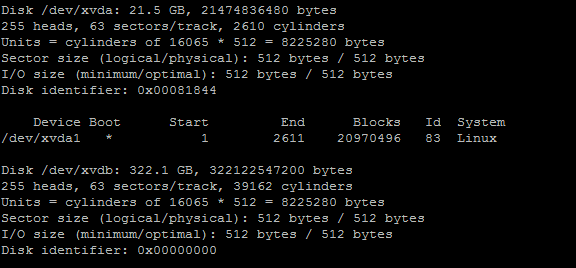 Disk /dev/xvda: 21.5 GB, 21474836480 bytes
255 heads, 63 sectors/track, 2610 cylinders
Units = cylinders of 16065 * 512 = 8225280 bytes
Sector size (logical/physical): 512 bytes / 512 bytes
I/O size (minimum/optimal): 512 bytes / 512 bytes
Disk identifier: 0x00081844
Device Boot Start End Blocks Id System
/dev/xvda1 * 1 2611 20970496 83 Linux
Disk /dev/xvdb: 322.1 GB, 322122547200 bytes
255 heads, 63 sectors/track, 39162 cylinders
Units = cylinders of 16065 * 512 = 8225280 bytes
Sector size (logical/physical): 512 bytes / 512 bytes
I/O size (minimum/optimal): 512 bytes / 512 bytes
Disk identifier: 0x00000000